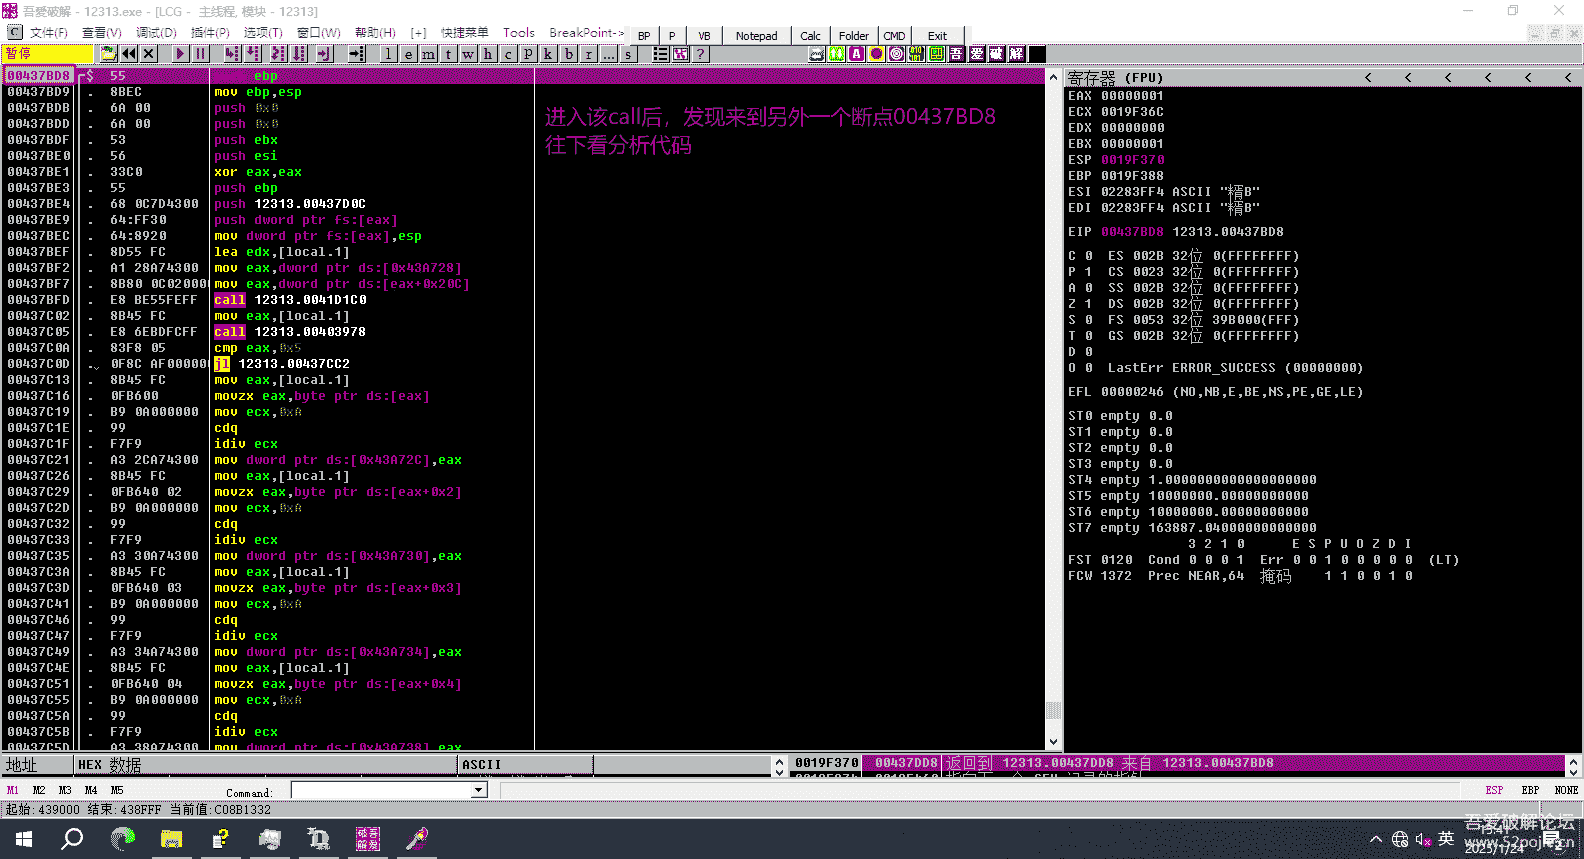 吾爱破解 - 12313.exe - [LCG - 主线程, 模块 - 12313]
C 文件(F) 查看(V) 调试(D) 插件(P) 选项(T) 窗口(W) 帮助(H) [+] 快捷菜单 Tools BreakPoint-> BP P VB Notepad Calc Folder CMD Exit
暂停 l e m t w h c p k b r ... s ? 吾 爱 破 解
00437BD8 $ 55 ebp
00437BD9 . 8BEC mov ebp,esp
00437BDB . 6A 00 push 0x0
00437BDD . 6A 00 push 0x0
00437BDF . 53 push ebx
00437BE0 . 56 push esi
00437BE1 . 33C0 xor eax,eax
00437BE3 . 55 push ebp
00437BE4 . 68 0C7D4300 push 12313.00437D0C
00437BE9 . 64:FF30 push dword ptr fs:[eax]
00437BEC . 64:8920 mov dword ptr fs:[eax],esp
00437BEF . 8D55 FC lea edx,[local.1]
00437BF2 . A1 28A74300 mov eax,dword ptr ds:[0x43A728]
00437BF7 . 8B80 0C02000 mov eax,dword ptr ds:[eax+0x20C]
00437BFD . E8 BE55FEFF call 12313.0041D1C0
00437C02 . 8B45 FC mov eax,[local.1]
00437C05 . E8 6EBDFCFF call 12313.00403978
00437C0A . 83F8 05 cmp eax,0x5
00437C0D . 0F8C AF00000 jl 12313.00437CC2
00437C13 . 8B45 FC mov eax,[local.1]
00437C16 . 0FB600 movzx eax,byte ptr ds:[eax]
00437C19 . B9 0A000000 mov ecx,0xA
00437C1E . 99 cdq
00437C1F . F7F9 idiv ecx
00437C21 . A3 2CA74300 mov dword ptr ds:[0x43A72C],eax
00437C26 . 8B45 FC mov eax,[local.1]
00437C29 . 0FB640 02 movzx eax,byte ptr ds:[eax+0x2]
00437C2D . B9 0A000000 mov ecx,0xA
00437C32 . 99 cdq
00437C33 . F7F9 idiv ecx
00437C35 . A3 30A74300 mov dword ptr ds:[0x43A730],eax
00437C3A . 8B45 FC mov eax,[local.1]
00437C3D . 0FB640 03 movzx eax,byte ptr ds:[eax+0x3]
00437C41 . B9 0A000000 mov ecx,0xA
00437C46 . 99 cdq
00437C47 . F7F9 idiv ecx
00437C49 . A3 34A74300 mov dword ptr ds:[0x43A734],eax
00437C4E . 8B45 FC mov eax,[local.1]
00437C51 . 0FB640 04 movzx eax,byte ptr ds:[eax+0x4]
00437C55 . B9 0A000000 mov ecx,0xA
00437C5A . 99 cdq
00437C5B . F7F9 idiv ecx
00437C5D . A3 38A74300 mov dword ptr ds:[0x43A738],eax
进入该call后，发现来到另外一个断点00437BD8
往下看分析代码
寄存器 (FPU) < < < < < <
EAX 00000001
ECX 0019F36C
EDX 00000000
EBX 00000001
ESP 0019F370
EBP 0019F388
ESI 02283FF4 ASCII "糈B"
EDI 02283FF4 ASCII "糈B"
EIP 00437BD8 12313.00437BD8
C 0 ES 002B 32位 0(FFFFFFFF)
P 1 CS 0023 32位 0(FFFFFFFF)
A 0 SS 002B 32位 0(FFFFFFFF)
Z 1 DS 002B 32位 0(FFFFFFFF)
S 0 FS 0053 32位 39B000(FFF)
T 0 GS 002B 32位 0(FFFFFFFF)
D 0
O 0 LastErr ERROR_SUCCESS (00000000)
EFL 00000246 (NO,NB,E,BE,NS,PE,GE,LE)
ST0 empty 0.0
ST1 empty 0.0
ST2 empty 0.0
ST3 empty 0.0
ST4 empty 1.0000000000000000000
ST5 empty 10000000.000000000000
ST6 empty 10000000.000000000000
ST7 empty 163887.04000000000000
3 2 1 0 E S P U O Z D I
FST 0120 Cond 0 0 0 1 Err 0 0 1 0 0 0 0 0 (LT)
FCW 1372 Prec NEAR,64 掩码 1 1 0 0 1 0
地址 HEX 数据 ASCII
0019F370 00437DD8 返回到 12313.00437DD8 来自 12313.00437BD8
M1 M2 M3 M4 M5 Command: ESP EBP NONE
起始:439000 结束:438FFF 当前值:C08B1332
英
2025/1/24
吾爱破解论坛
www.52pojie.cn